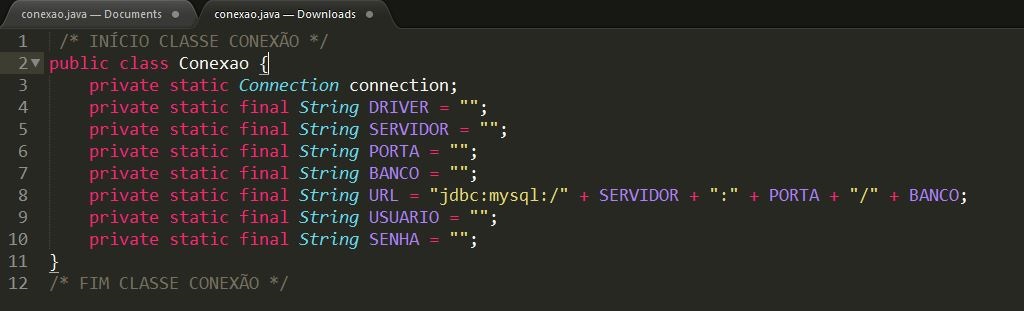 conexao.java — Documents
conexao.java — Downloads
1 /* INÍCIO CLASSE CONEXÃO */
2 public class Conexao {
3 private static Connection connection;
4 private static final String DRIVER = "";
5 private static final String SERVIDOR = "";
6 private static final String PORTA = "";
7 private static final String BANCO = "";
8 private static final String URL = "jdbc:mysql:/" + SERVIDOR + ":" + PORTA + "/" + BANCO;
9 private static final String USUARIO = "";
10 private static final String SENHA = "";
11 }
12 /* FIM CLASSE CONEXÃO */